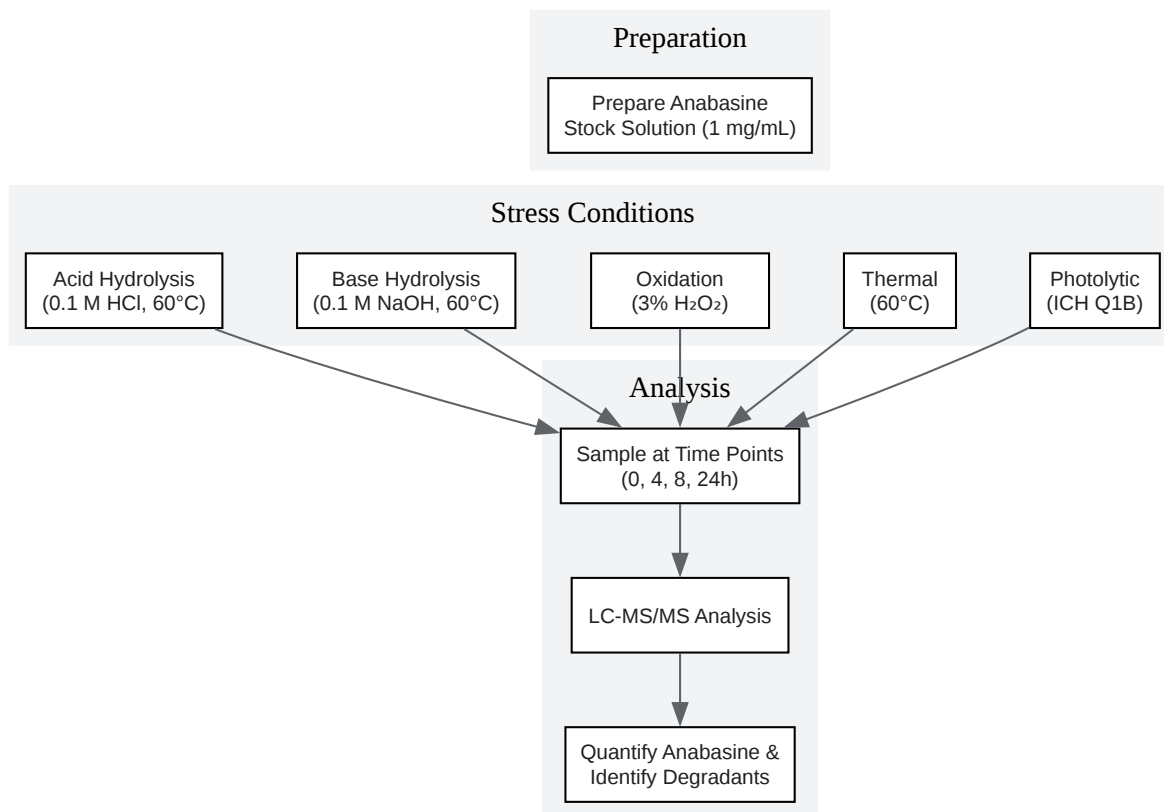 Preparation
Prepare Anabasine
Stock Solution (1 mg/mL)
Stress Conditions
Acid Hydrolysis
(0.1 M HCl, 60°C)
Base Hydrolysis
(0.1 M NaOH, 60°C)
Oxidation
(3% H₂O₂)
Thermal
(60°C)
Photolytic
(ICH Q1B)
Analysis
Sample at Time Points
(0, 4, 8, 24h)
LC-MS/MS Analysis
Quantify Anabasine &
Identify Degradants